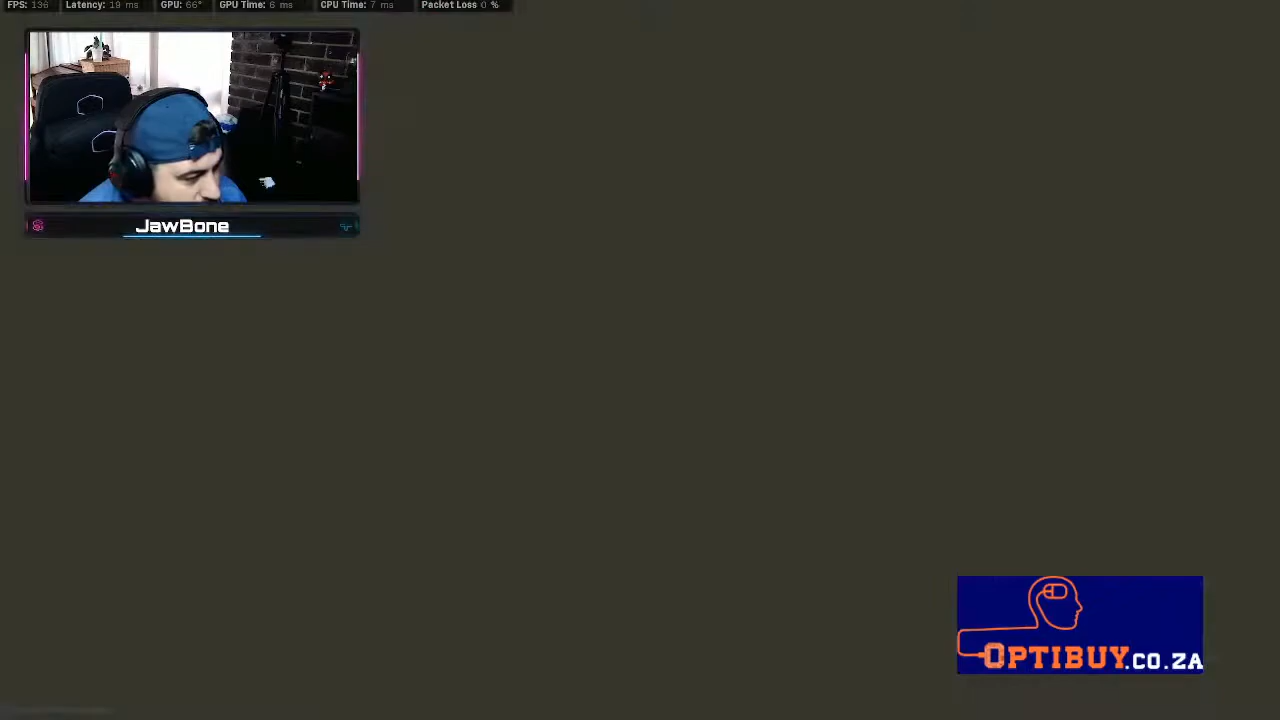 FPS: 136 Latency: 19 ms GPU: 66° GPU Time: 6 ms CPU Time: 7 ms Packet Loss 0 %
JawBone
OPTIBUY.CO.ZA